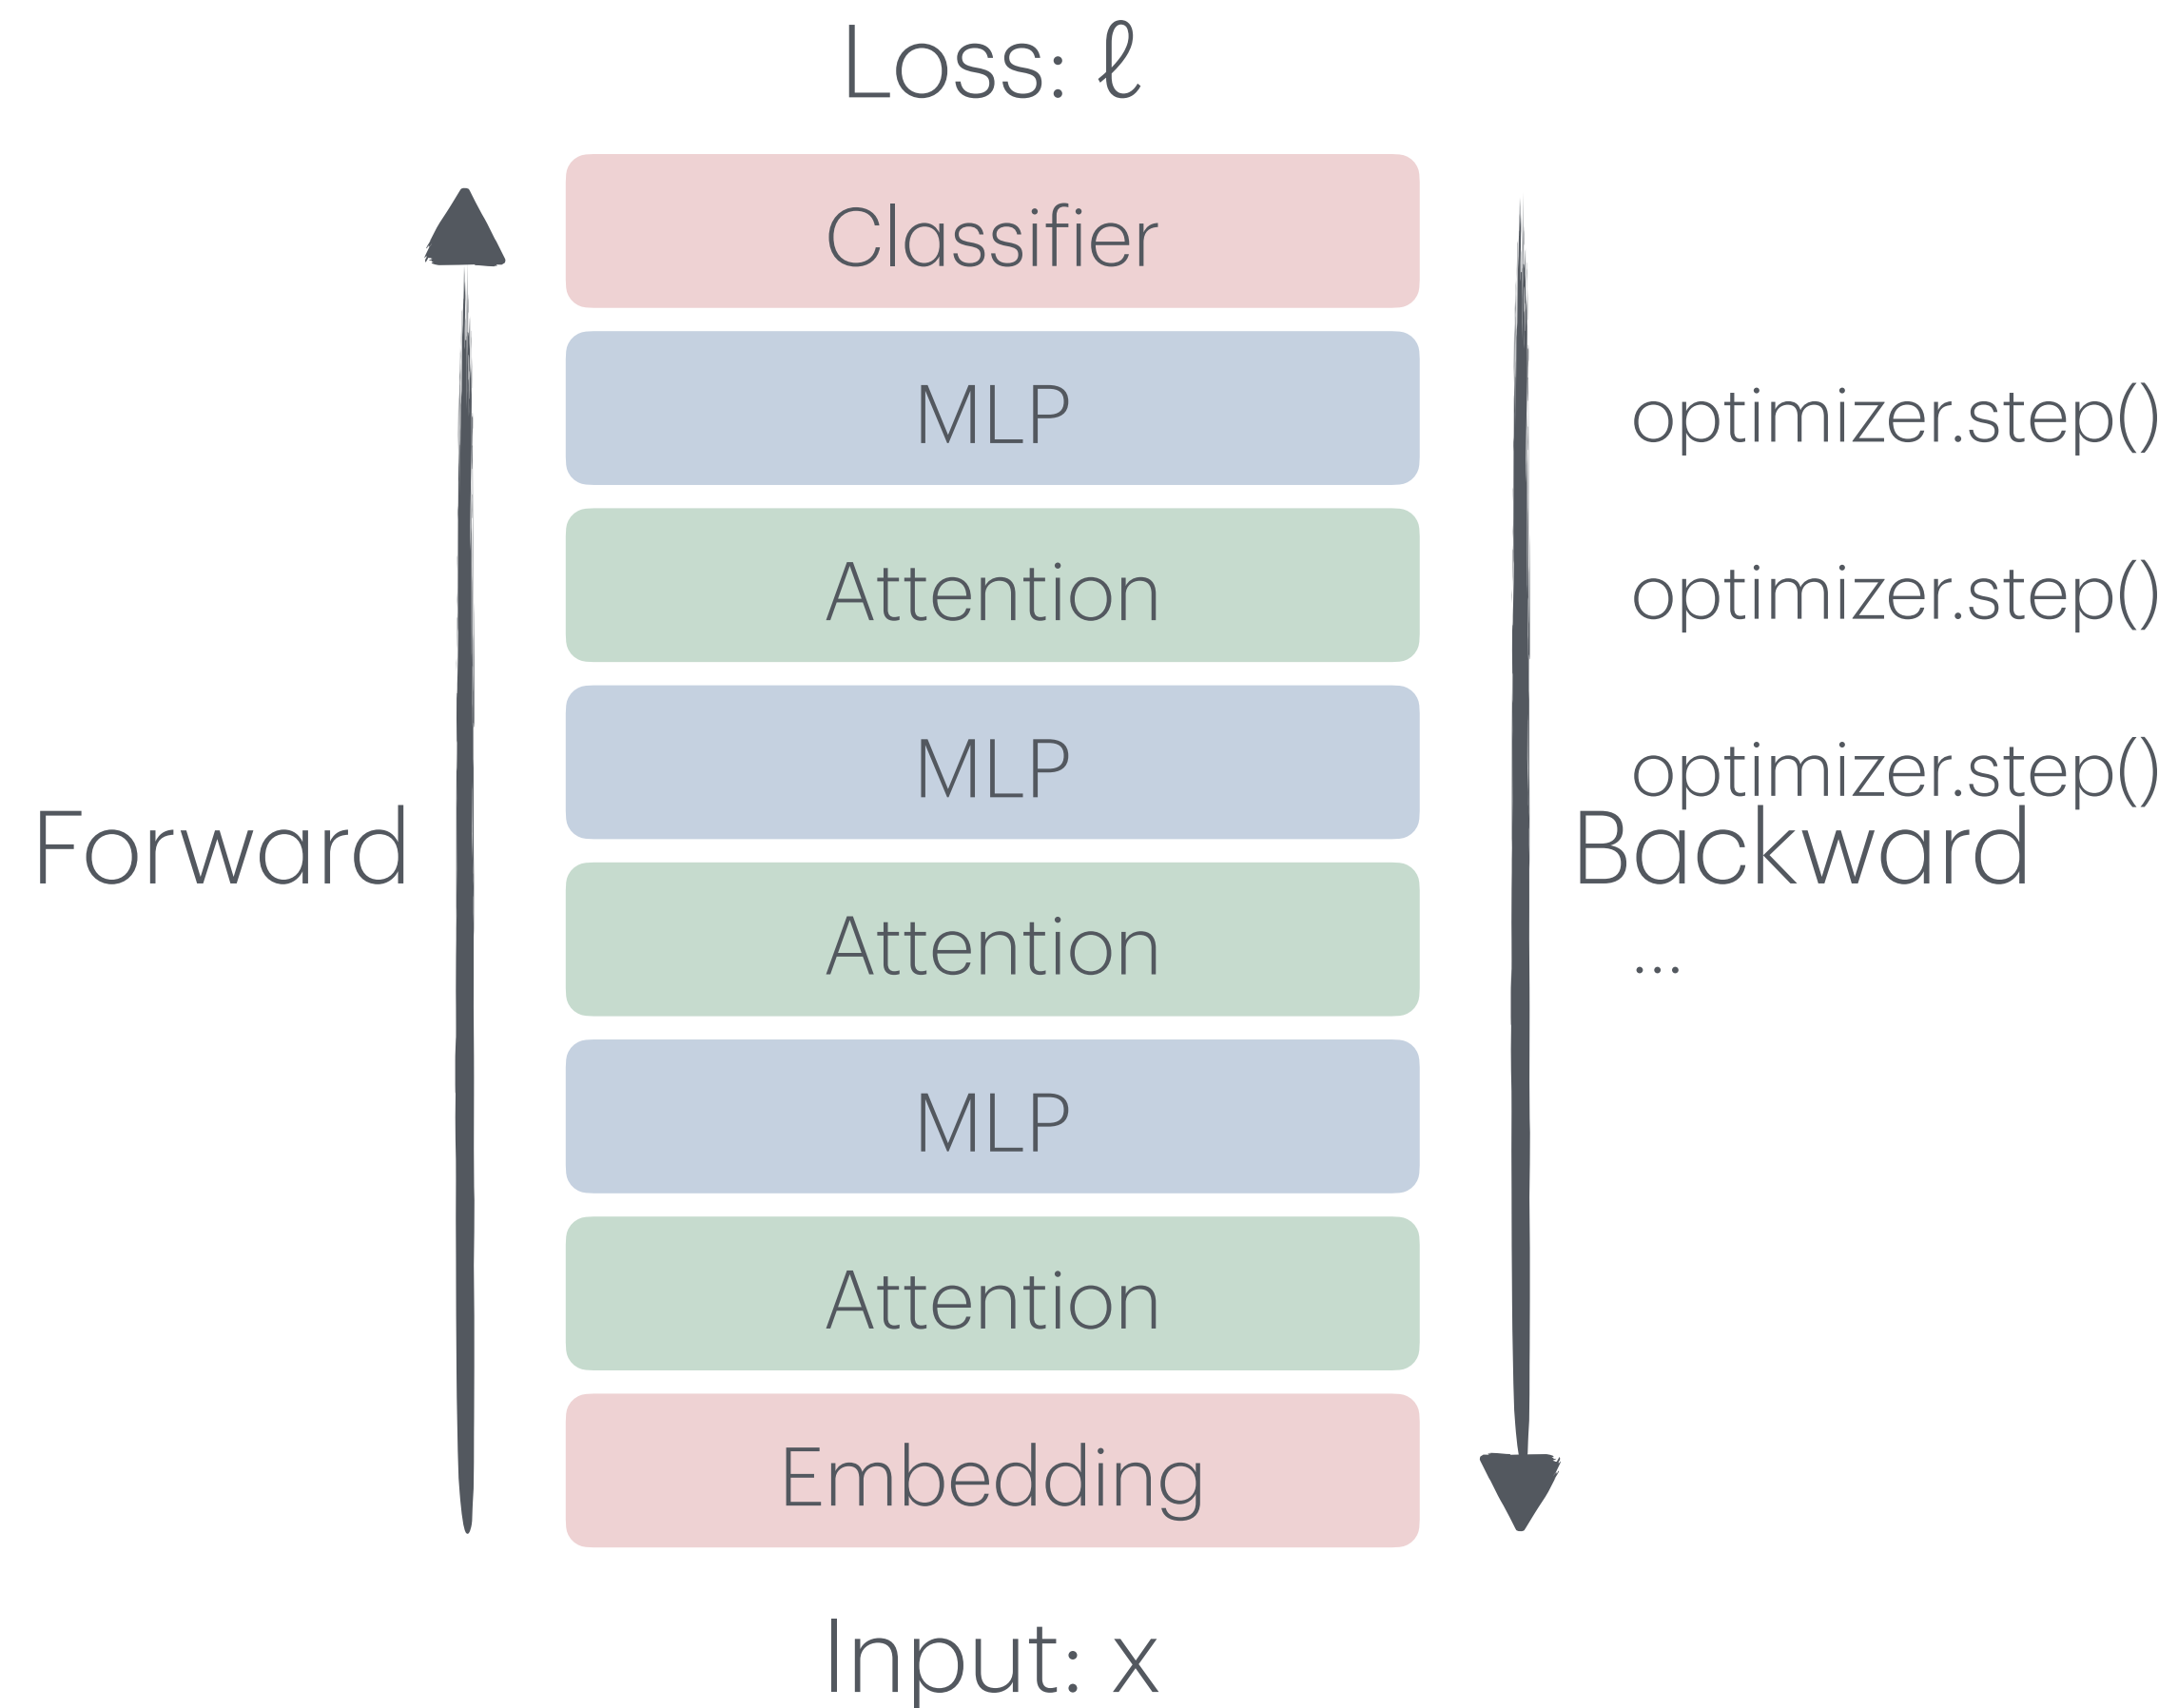 Loss: ℓ
Classifier
MLP
optimizer.step()
Attention
optimizer.step()
MLP
optimizer.step()
Forward
Backward
Attention
...
MLP
Attention
Embedding
Input: x